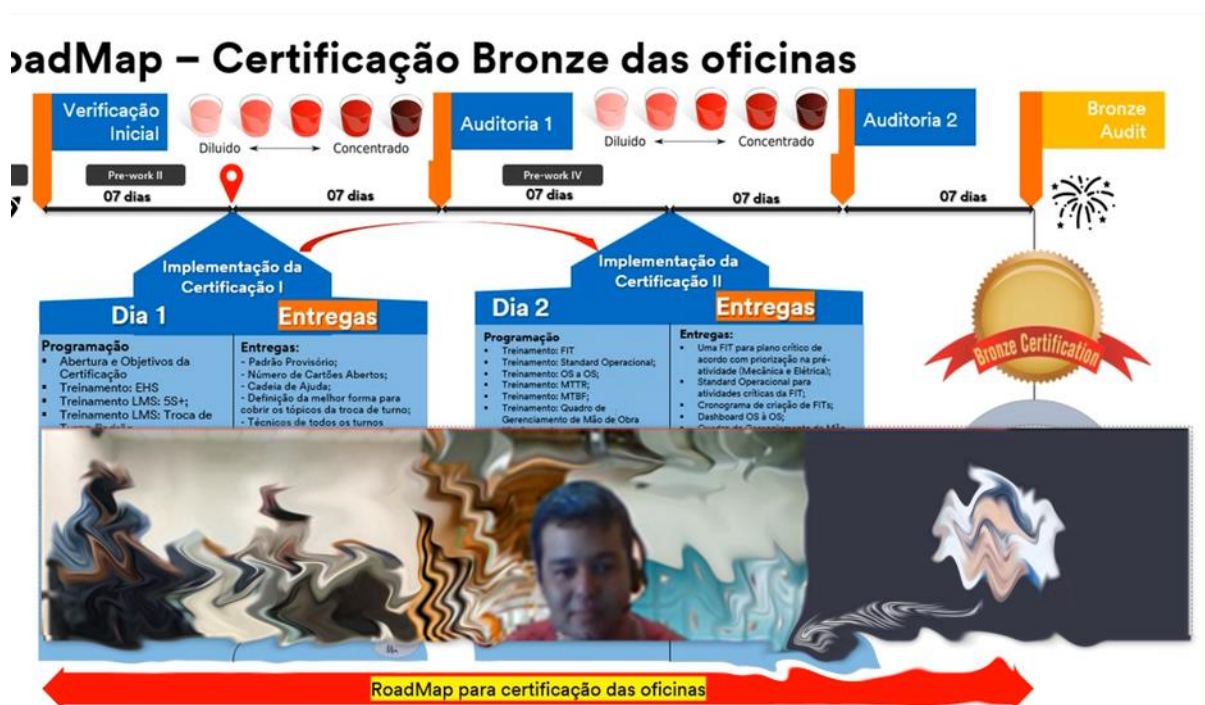 oadMap – Certificação Bronze das oficinas
Verificação
Inicial
Diluido
Concentrado
Auditoria 1
Diluido
Concentrado
Auditoria 2
Bronze
Audit
Pre-work II
Pre-work IV
07 dias
07 dias
07 dias
07 dias
07 dias
Implementação da
Certificação I
Implementação da
Certificação II
Dia 1
Entregas
Programação
Abertura e Objetivos da
Certificação
Treinamento: EHS
Treinamento LMS: 5S+;
Treinamento LMS: Troca de
Entregas:
- Padrão Provisório;
- Número de Cartões Abertos;
- Cadeia de Ajuda;
- Definição da melhor forma para
cobrir os tópicos da troca de turno;
- Técnicos de todos os turnos
Dia 2
Entregas
Programação
Treinamento: FIT
Treinamento: Standard Operacional;
Treinamento: OS a OS;
Treinamento: MTTR;
Treinamento: MTBF;
Treinamento: Quadro de
Gerenciamento de Mão de Obra
Entregas:
Uma FIT para plano crítico de
acordo com priorização na pré-
atividade (Mecânica e Elétrica);
Standard Operacional para
atividades críticas da FIT;
Cronograma de criação de FITs;
Dashboard OS à OS;
Bronze Certification
RoadMap para certificação das oficinas